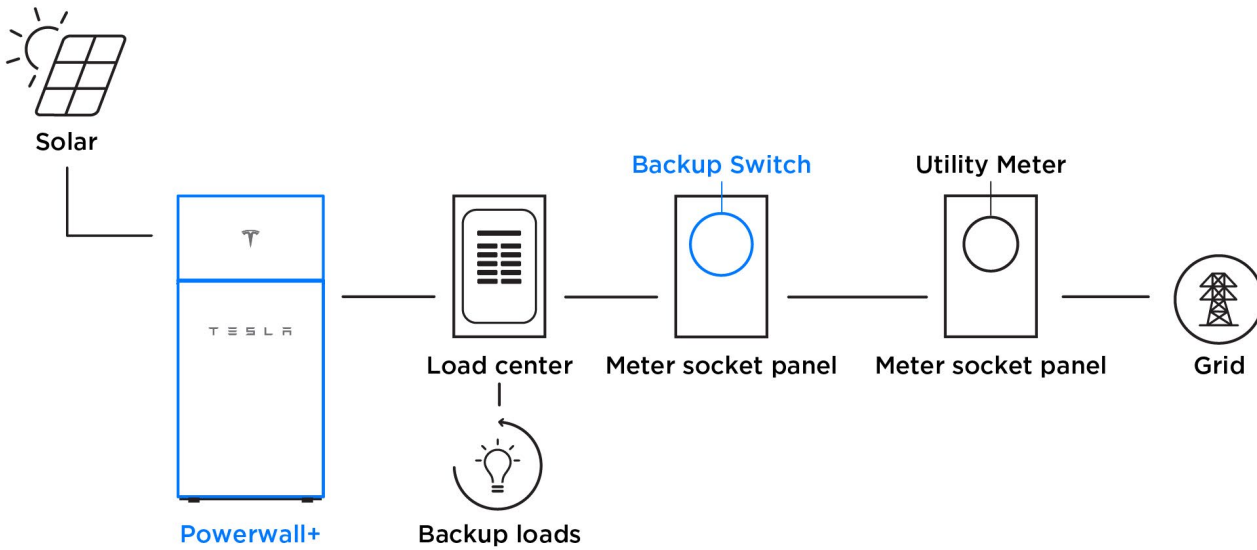 Solar
Backup Switch
Utility Meter
TESLA
Load center
Meter socket panel
Meter socket panel
Grid
Powerwall+
Backup loads